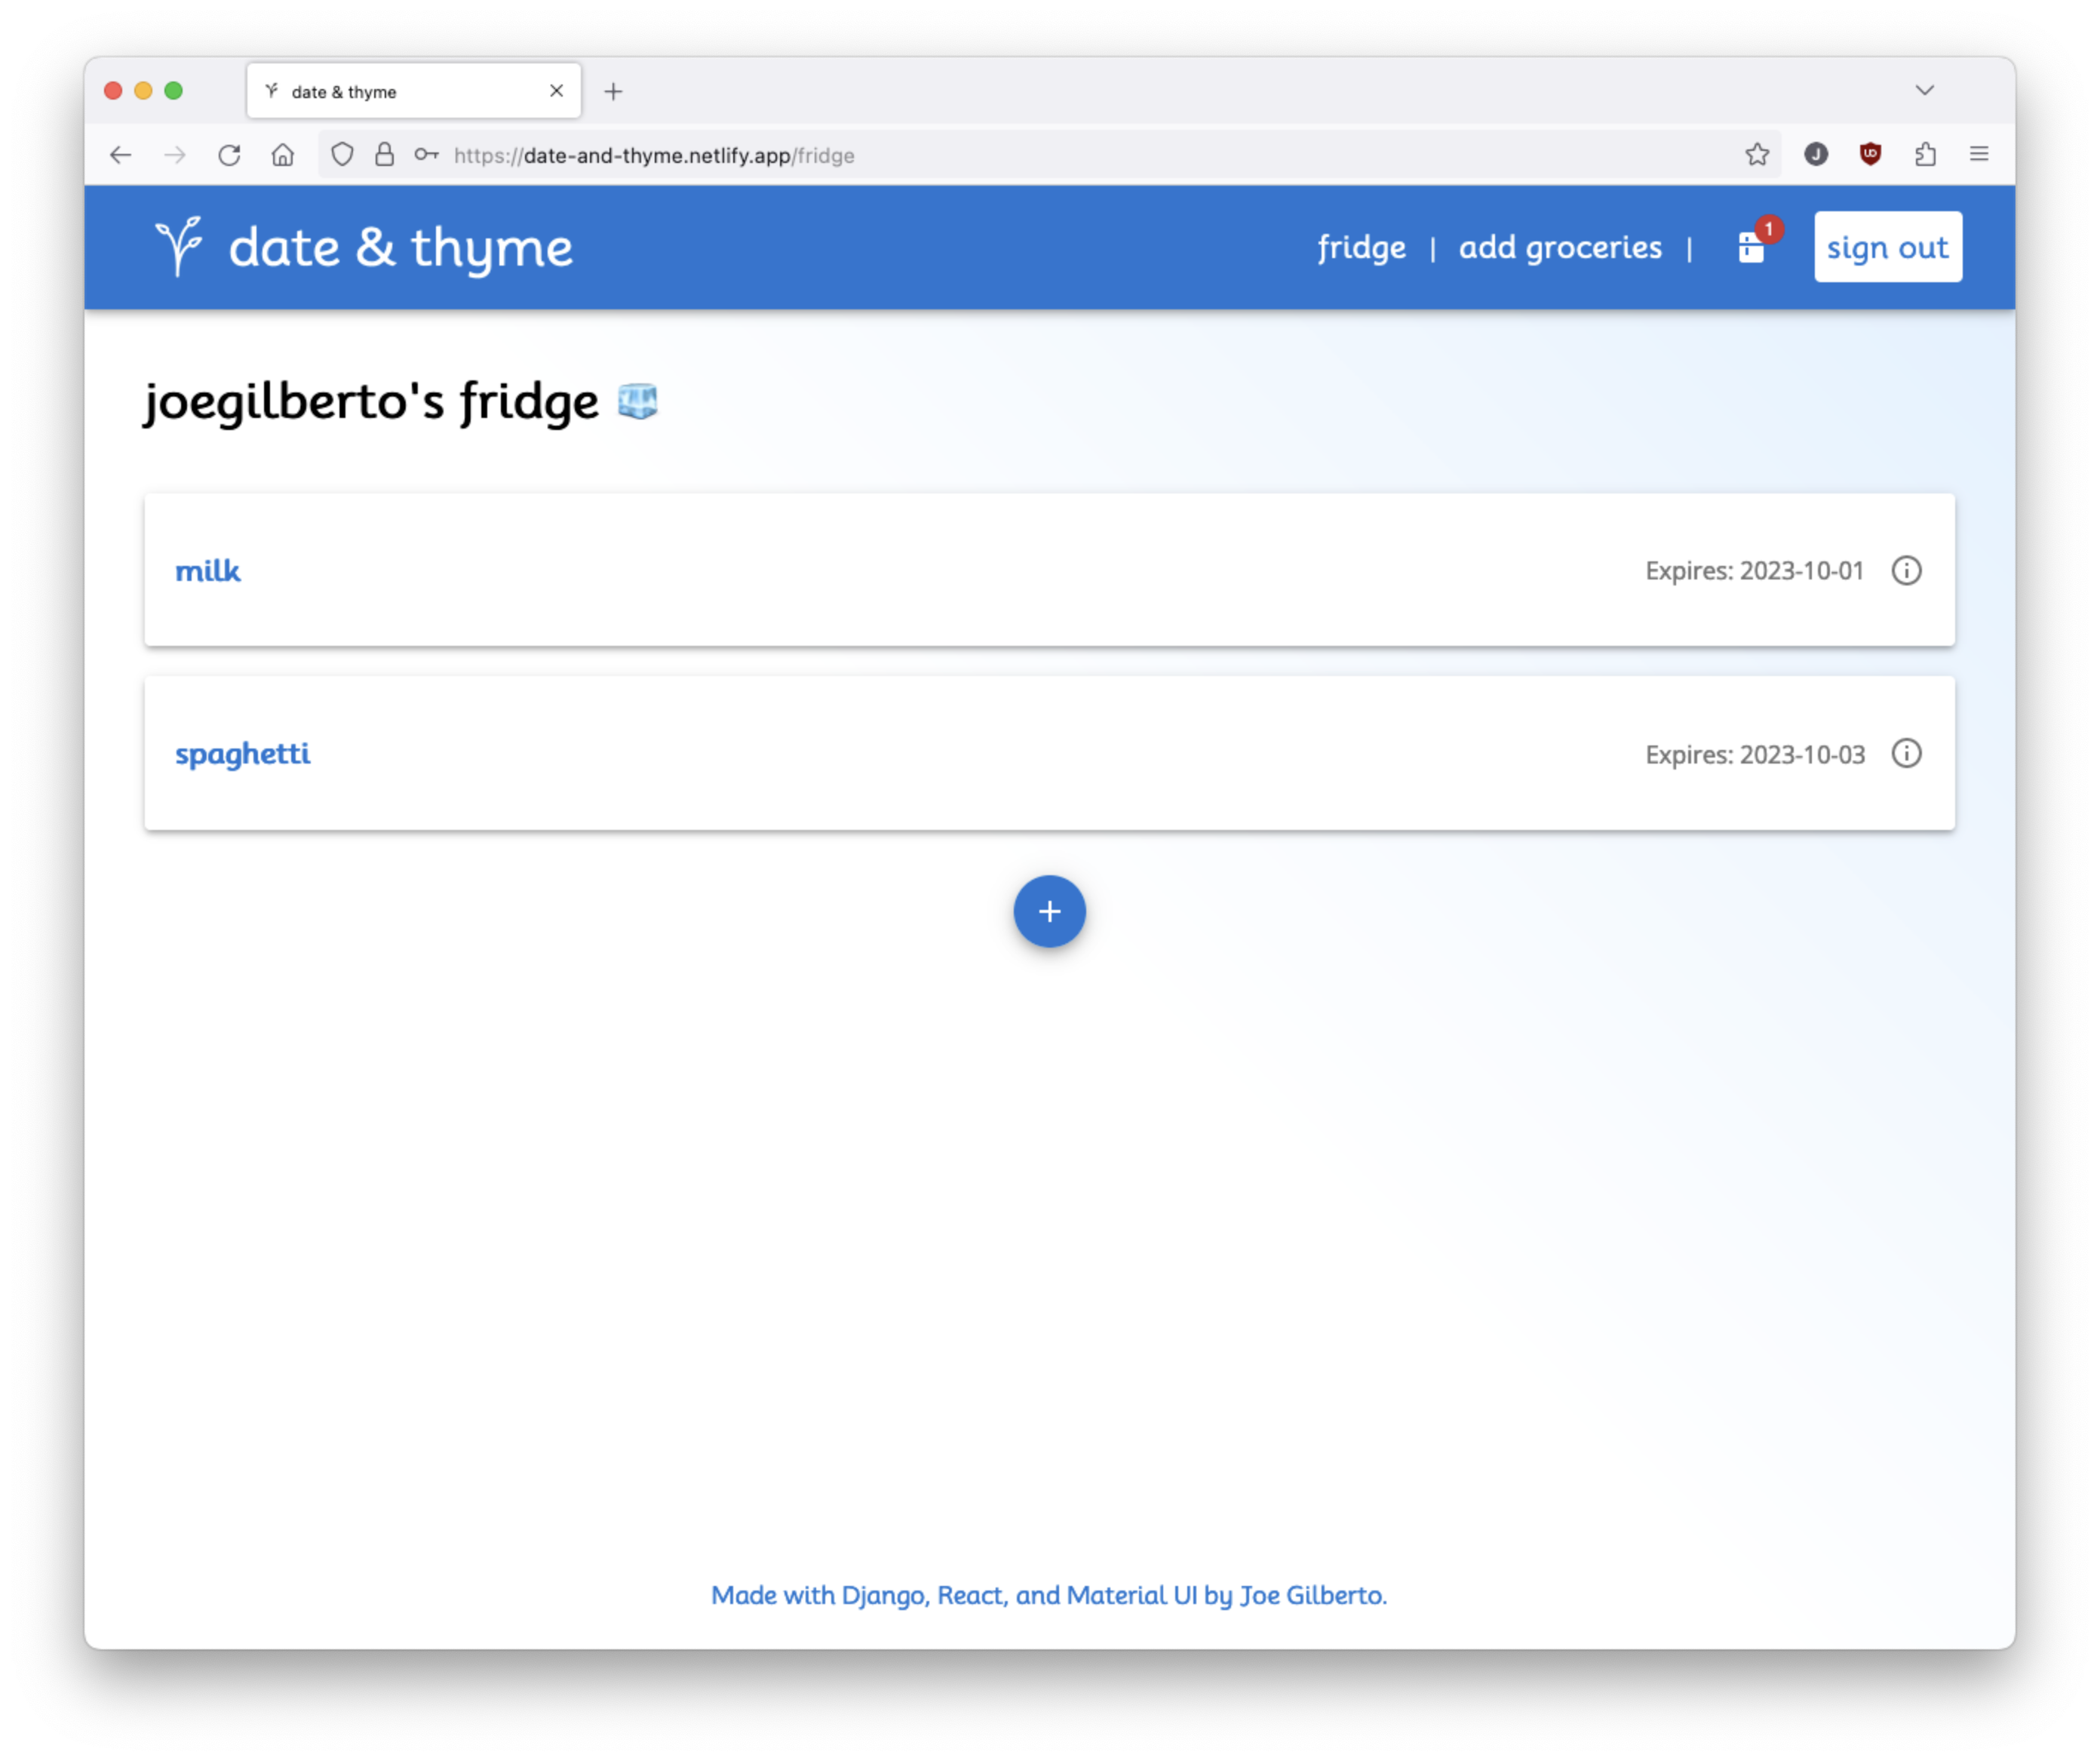 date & thyme
https://date-and-thyme.netlify.app/fridge
date & thyme
fridge | add groceries | 1 sign out
joegilberto's fridge
milk Expires: 2023-10-01
spaghetti Expires: 2023-10-03
+
Made with Django, React, and Material UI by Joe Gilberto.